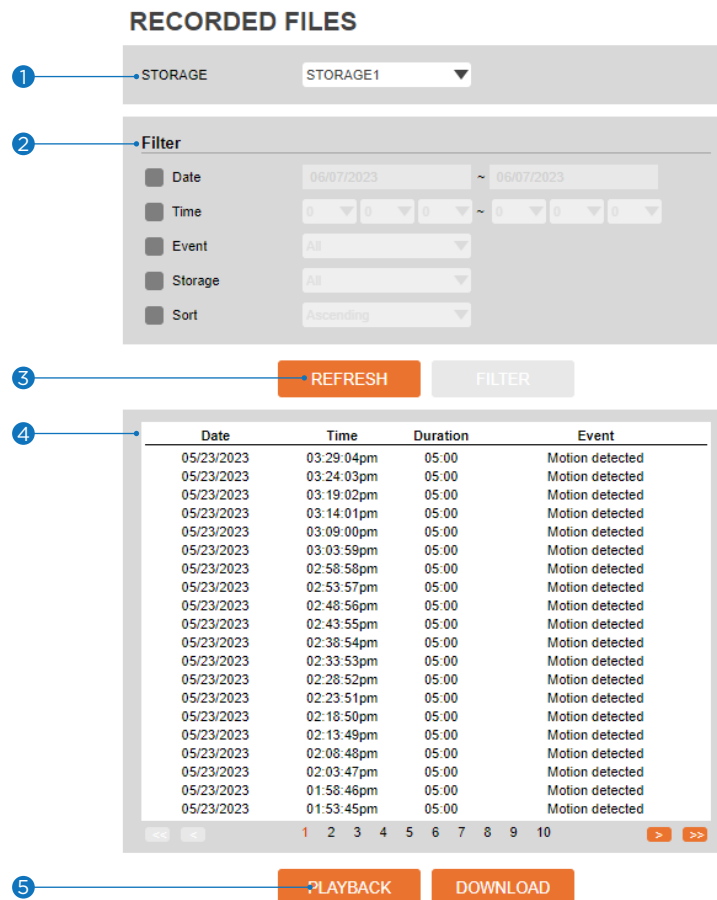 RECORDED FILES
1 STORAGE STORAGE1
2 Filter
Date 06/07/2023 ~ 06/07/2023
Time 0 0 0 ~ 0 0 0
Event All
Storage All
Sort Ascending
3 REFRESH FILTER
4 Date Time Duration Event
05/23/2023 03:29:04pm 05:00 Motion detected
05/23/2023 03:24:03pm 05:00 Motion detected
05/23/2023 03:19:02pm 05:00 Motion detected
05/23/2023 03:14:01pm 05:00 Motion detected
05/23/2023 03:09:00pm 05:00 Motion detected
05/23/2023 03:03:59pm 05:00 Motion detected
05/23/2023 02:58:58pm 05:00 Motion detected
05/23/2023 02:53:57pm 05:00 Motion detected
05/23/2023 02:48:56pm 05:00 Motion detected
05/23/2023 02:43:55pm 05:00 Motion detected
05/23/2023 02:38:54pm 05:00 Motion detected
05/23/2023 02:33:53pm 05:00 Motion detected
05/23/2023 02:28:52pm 05:00 Motion detected
05/23/2023 02:23:51pm 05:00 Motion detected
05/23/2023 02:18:50pm 05:00 Motion detected
05/23/2023 02:13:49pm 05:00 Motion detected
05/23/2023 02:08:48pm 05:00 Motion detected
05/23/2023 02:03:47pm 05:00 Motion detected
05/23/2023 01:58:46pm 05:00 Motion detected
05/23/2023 01:53:45pm 05:00 Motion detected
<< < 1 2 3 4 5 6 7 8 9 10 > >>
5 PLAYBACK DOWNLOAD